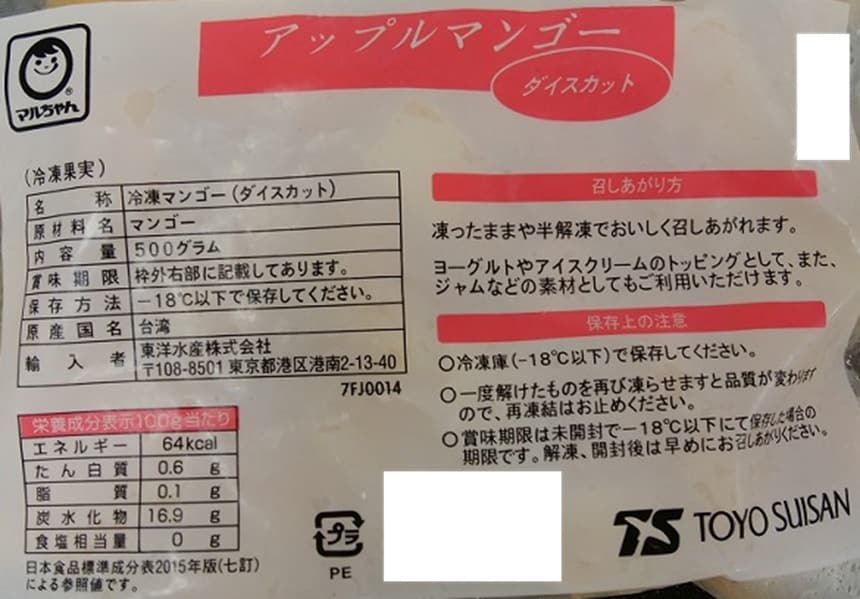 アップルマンゴー
ダイスカット
マルちゃん®
(冷凍果実)
名 称 冷凍マンゴー(ダイスカット)
原材料名 マンゴー
内容量 500グラム
賞味期限 枠外右部に記載してあります。
保存方法 -18℃以下で保存してください。
原産国名 台湾
輸入者 東洋水産株式会社
〒108-8501 東京都港区港南2-13-40
7FJ0014
栄養成分表示100g当たり
エネルギー 64kcal
たん白質 0.6 g
脂質 0.1 g
炭水化物 16.9 g
食塩相当量 0 g
日本食品標準成分表2015年版(七訂)
による参照値です。
召しあがり方
凍ったままや半解凍でおいしく召しあがれます。
ヨーグルトやアイスクリームのトッピングとして、また、
ジャムなどの素材としてもご利用いただけます。
保存上の注意
○冷凍庫(-18℃以下)で保存してください。
○一度解けたものを再び凍らせますと品質が変わります
ので、再凍結はお止めください。
○賞味期限は未開封で-18℃以下にて保存した場合の
期限です。解凍、開封後は早めにお召しあがりください。
プラ
PE
TS TOYO SUISAN